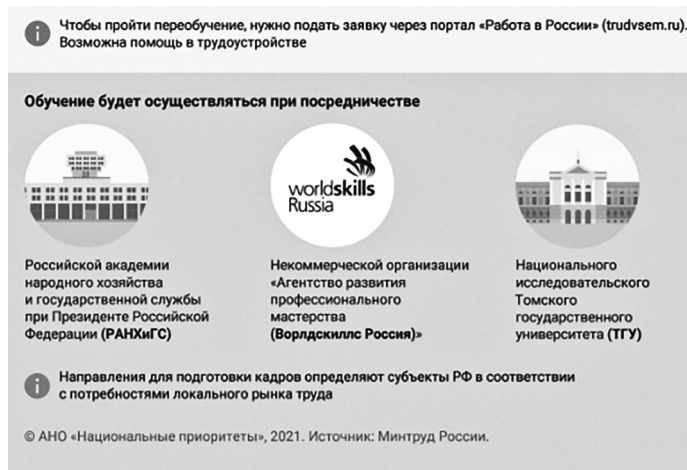 Чтобы пройти переобучение, нужно подать заявку через портал «Работа в России» (trudvsem.ru).
Возможна помощь в трудоустройстве
Обучение будет осуществляться при посредничестве
worldskills
Russia
Российской академии
народного хозяйства
и государственной службы
при Президенте Российской
Федерации (РАНХиГС)
Некоммерческой организации
«Агентство развития
профессионального
мастерства
(Ворлдскиллс Россия)»
Национального
исследовательского
Томского
государственного
университета (ТГУ)
Направления для подготовки кадров определяют субъекты РФ в соответствии
с потребностями локального рынка труда
© АНО «Национальные приоритеты», 2021. Источник: Минтруд России.